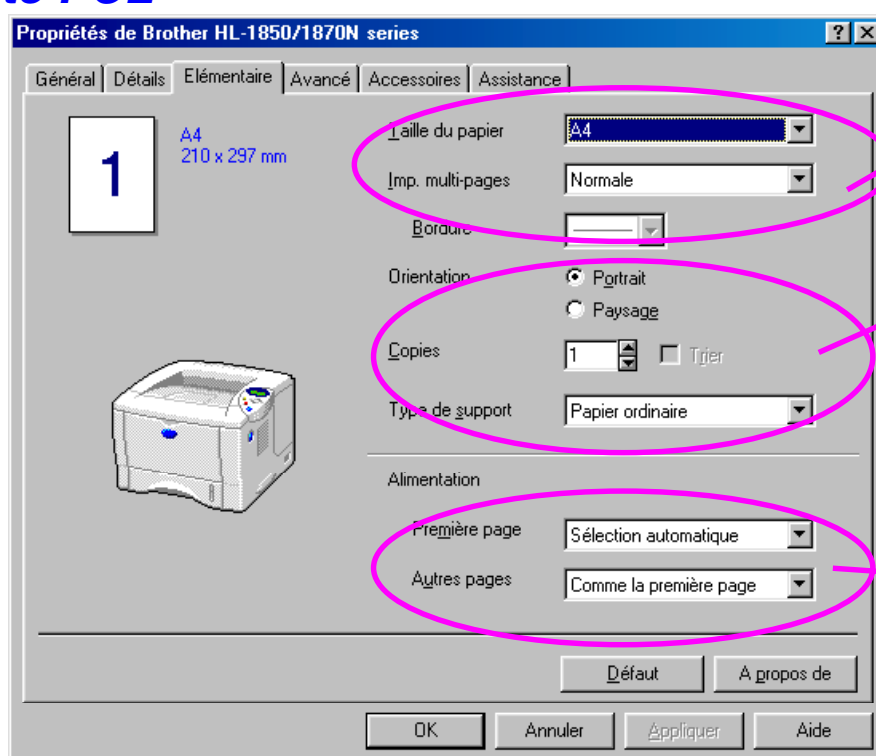 Propriétés de Brother HL-1850/1870N series
Général Détails Elémentaire Avancé Accessoires Assistance
1
A4
210 x 297 mm
Taille du papier A4
Imp. multi-pages Normale
Bordure
Orientation Portrait
Paysage
Copies 1 Trier
Type de support Papier ordinaire
Alimentation
Première page Sélection automatique
Autres pages Comme la première page
Défaut A propos de
OK Annuler Appliquer Aide